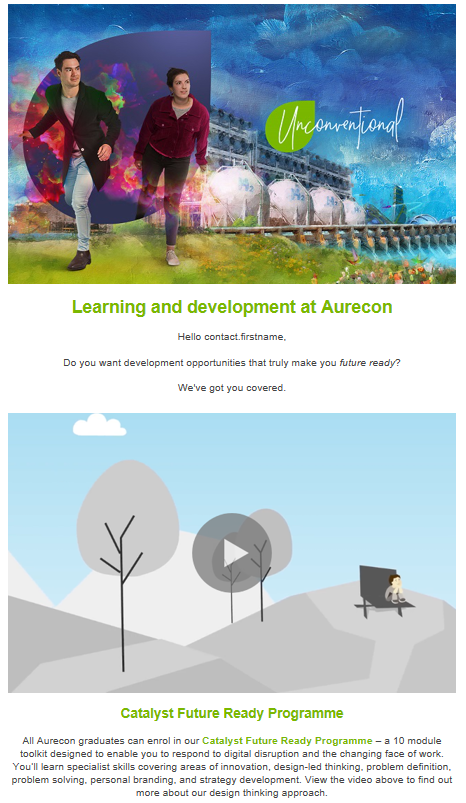 Unconventional
H2
Learning and development at Aurecon
Hello contact.firstname,
Do you want development opportunities that truly make you future ready?
We've got you covered.
Catalyst Future Ready Programme
All Aurecon graduates can enrol in our Catalyst Future Ready Programme – a 10 module
toolkit designed to enable you to respond to digital disruption and the changing face of work.
You'll learn specialist skills covering areas of innovation, design-led thinking, problem definition,
problem solving, personal branding, and strategy development. View the video above to find out
more about our design thinking approach.